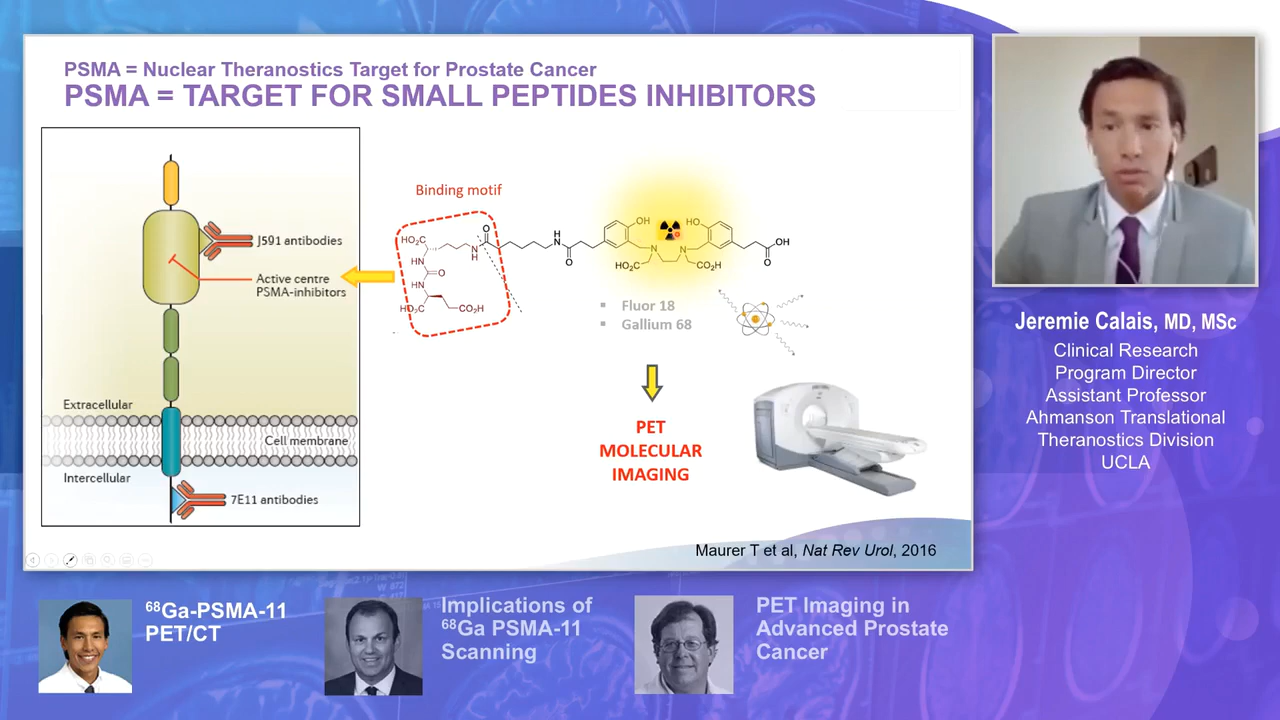 PSMA = Nuclear Theranostics Target for Prostate Cancer
PSMA = TARGET FOR SMALL PEPTIDES INHIBITORS
J591 antibodies
Active centre
PSMA-inhibitors
Extracellular
Cell membrane
Intercellular
7E11 antibodies
Binding motif
HO₂C
O
N
H
HN
O
HN
HO₂C
CO₂H
H
N
O
OH
HO
N
N
HO₂C
CO₂H
OH
O
Fluor 18
Gallium 68
PET
MOLECULAR
IMAGING
Maurer T et al, Nat Rev Urol, 2016
Jeremie Calais, MD, MSc
Clinical Research
Program Director
Assistant Professor
Ahmanson Translational
Theranostics Division
UCLA
⁶⁸Ga-PSMA-11
PET/CT
Implications of
⁶⁸Ga PSMA-11
Scanning
PET Imaging in
Advanced Prostate
Cancer